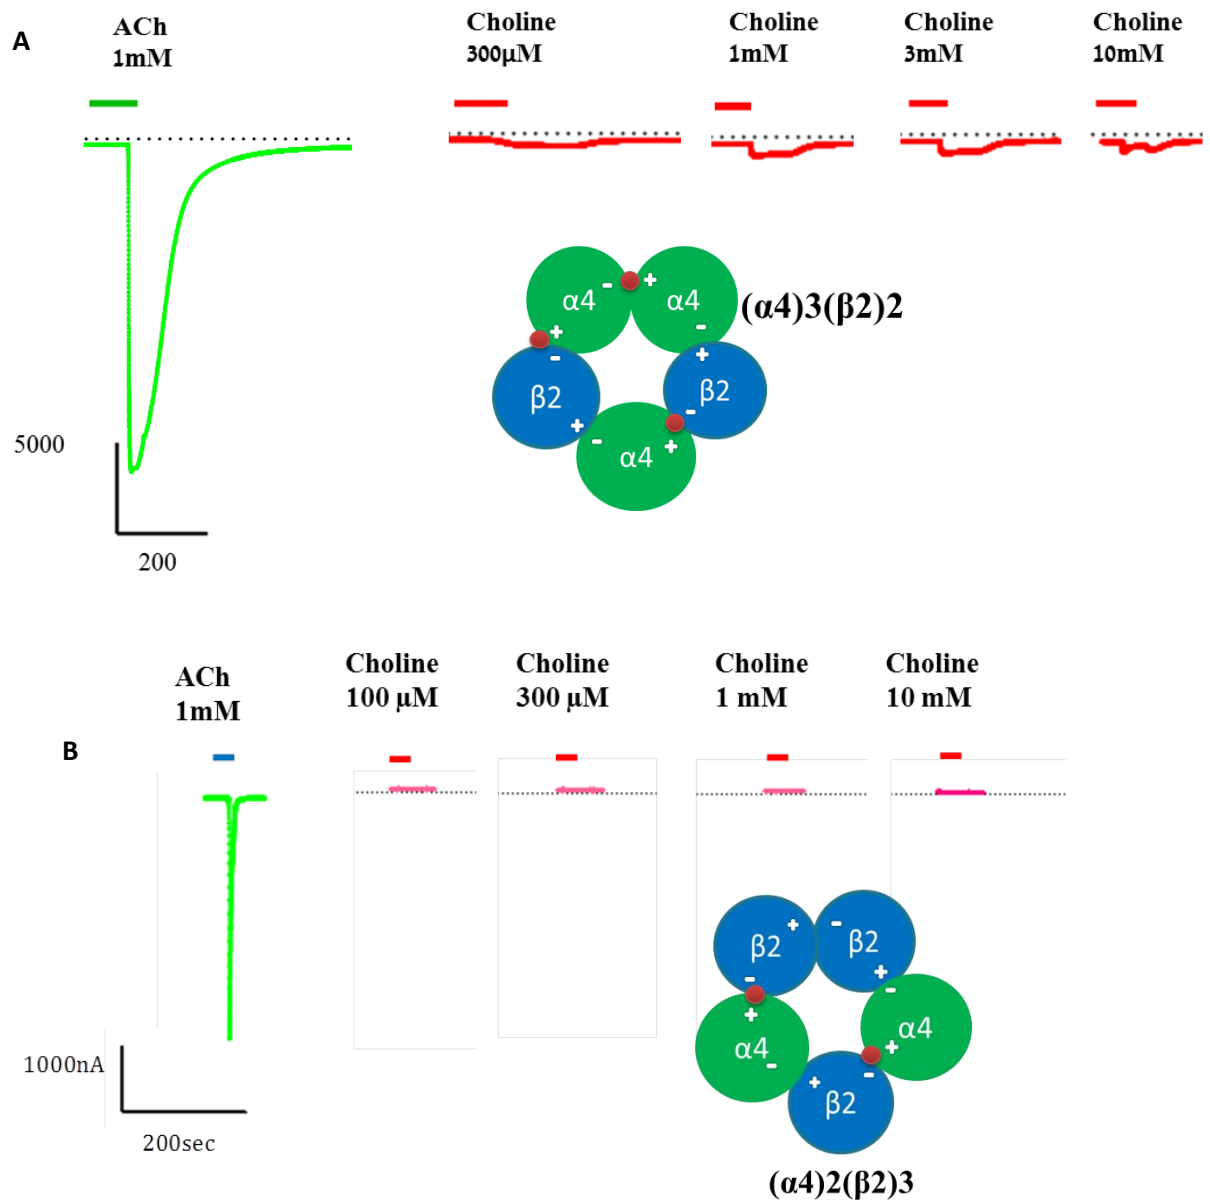 A
ACh
1mM
Choline
300μM
Choline
1mM
Choline
3mM
Choline
10mM
α4
- +
α4
(α4)3(β2)2
+
-
-
+
β2
β2
+
-
-
+
α4
5000
200
B
ACh
1mM
Choline
100 μM
Choline
300 μM
Choline
1 mM
Choline
10 mM
β2
+
-
β2
-
+
+
-
α4
-
α4
+
+
-
β2
1000nA
200sec
(α4)2(β2)3